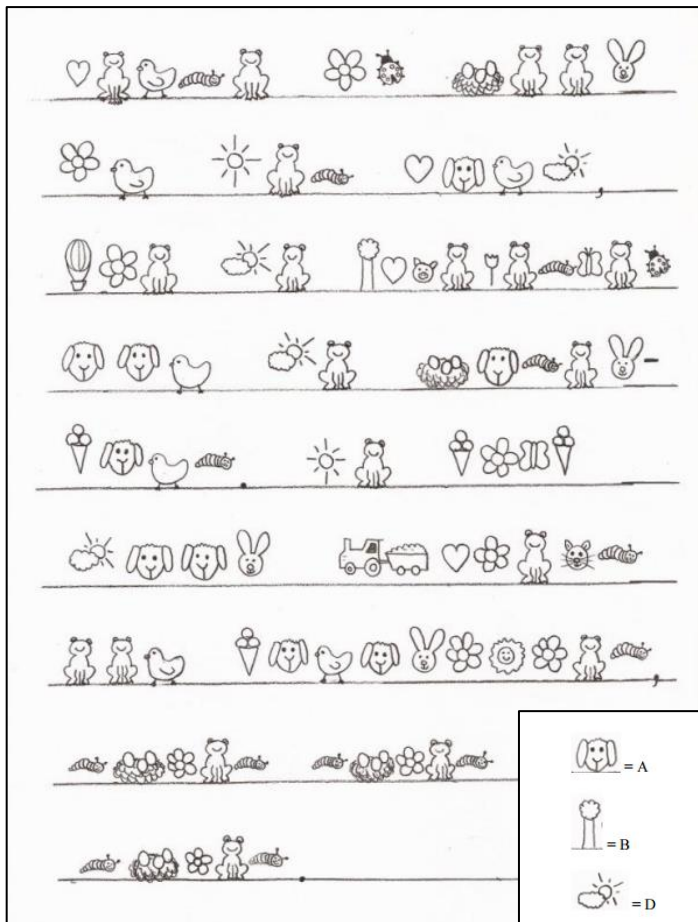 = A
= B
= D